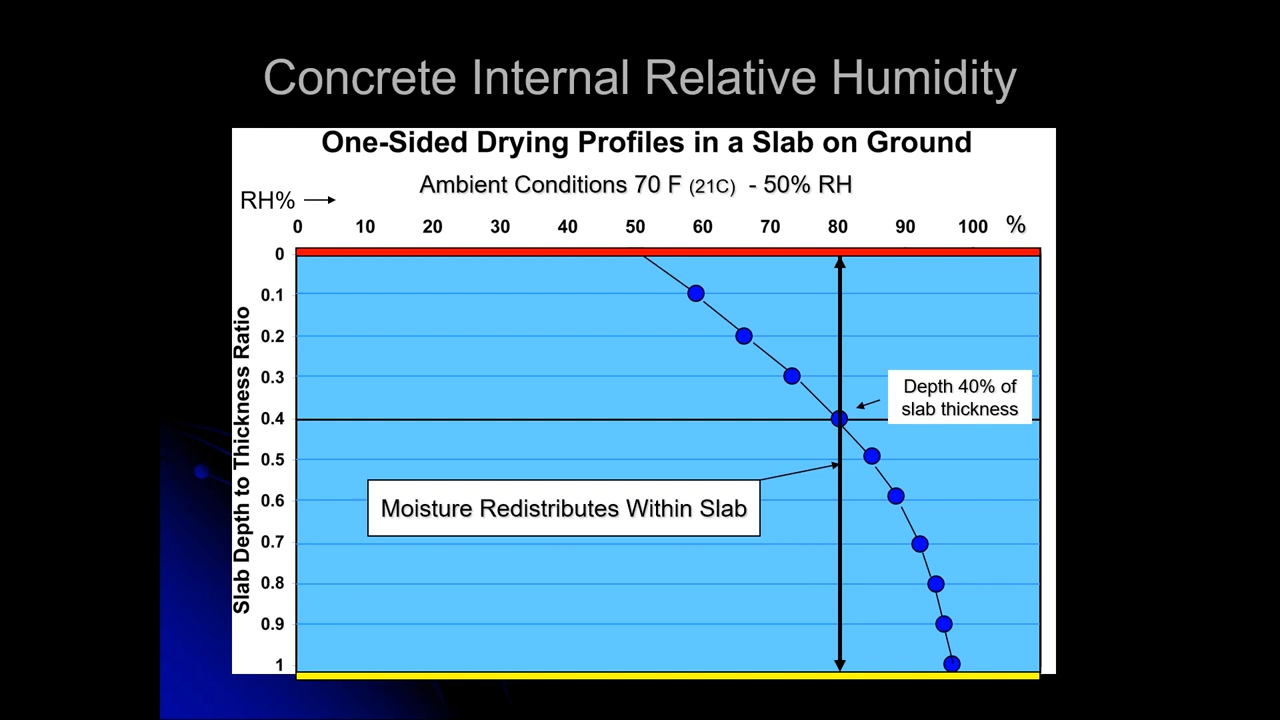 Concrete Internal Relative Humidity
One-Sided Drying Profiles in a Slab on Ground
Ambient Conditions 70 F (21C) - 50% RH
RH%
0 10 20 30 40 50 60 70 80 90 100 %
Slab Depth to Thickness Ratio
0
0.1
0.2
0.3
0.4
0.5
0.6
0.7
0.8
0.9
1
Depth 40% of
slab thickness
Moisture Redistributes Within Slab